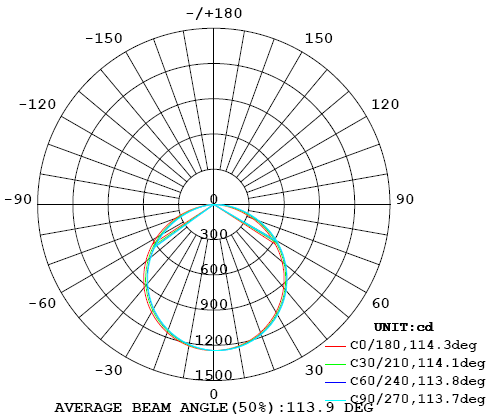 -/+180
-150 150
-120 120
-90 0 90
300
600
-60 900 60
UNIT:cd
1200
C0/180,114.3deg
C30/210,114.1deg
-30 1500 30
C60/240,113.8deg
0
C90/270,113.7deg
AVERAGE BEAM ANGLE(50%):113.9 DEG